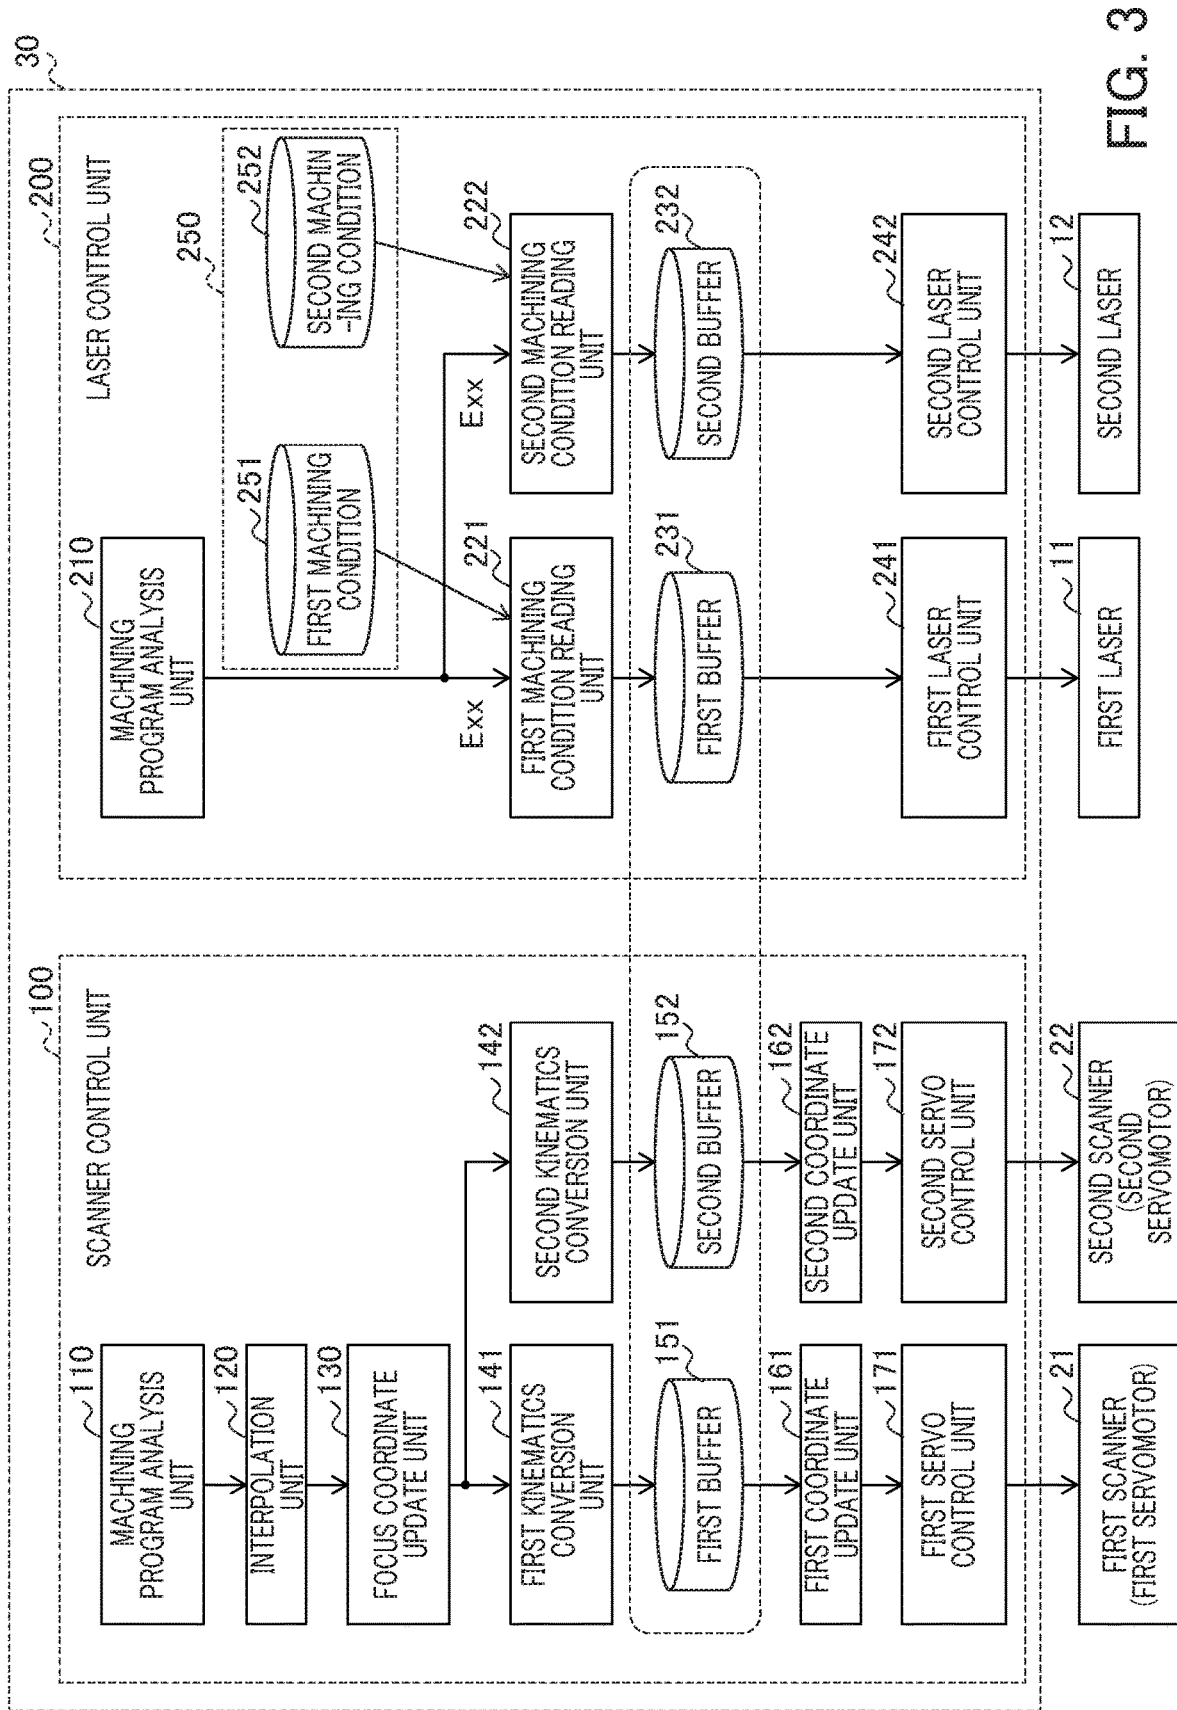 30
100
SCANNER CONTROL UNIT
110
MACHINING
PROGRAM ANALYSIS
UNIT
120
INTERPOLATION
UNIT
130
FOCUS COORDINATE
UPDATE UNIT
141
FIRST KINEMATICS
CONVERSION
UNIT
142
SECOND KINEMATICS
CONVERSION UNIT
151
FIRST BUFFER
152
SECOND BUFFER
161
FIRST COORDINATE
UPDATE UNIT
162
SECOND COORDINATE
UPDATE UNIT
171
FIRST SERVO
CONTROL UNIT
172
SECOND SERVO
CONTROL UNIT
21
FIRST SCANNER
(FIRST SERVOMOTOR)
22
SECOND SCANNER
(SECOND
SERVOMOTOR)
200
LASER CONTROL UNIT
210
MACHINING
PROGRAM ANALYSIS
UNIT
250
251
FIRST MACHINING
CONDITION
252
SECOND MACHIN
-ING CONDITION
Exx
Exx
221
FIRST MACHINING
CONDITION READING
UNIT
222
SECOND MACHINING
CONDITION READING
UNIT
231
FIRST BUFFER
232
SECOND BUFFER
241
FIRST LASER
CONTROL UNIT
242
SECOND LASER
CONTROL UNIT
11
FIRST LASER
12
SECOND LASER
FIG. 3